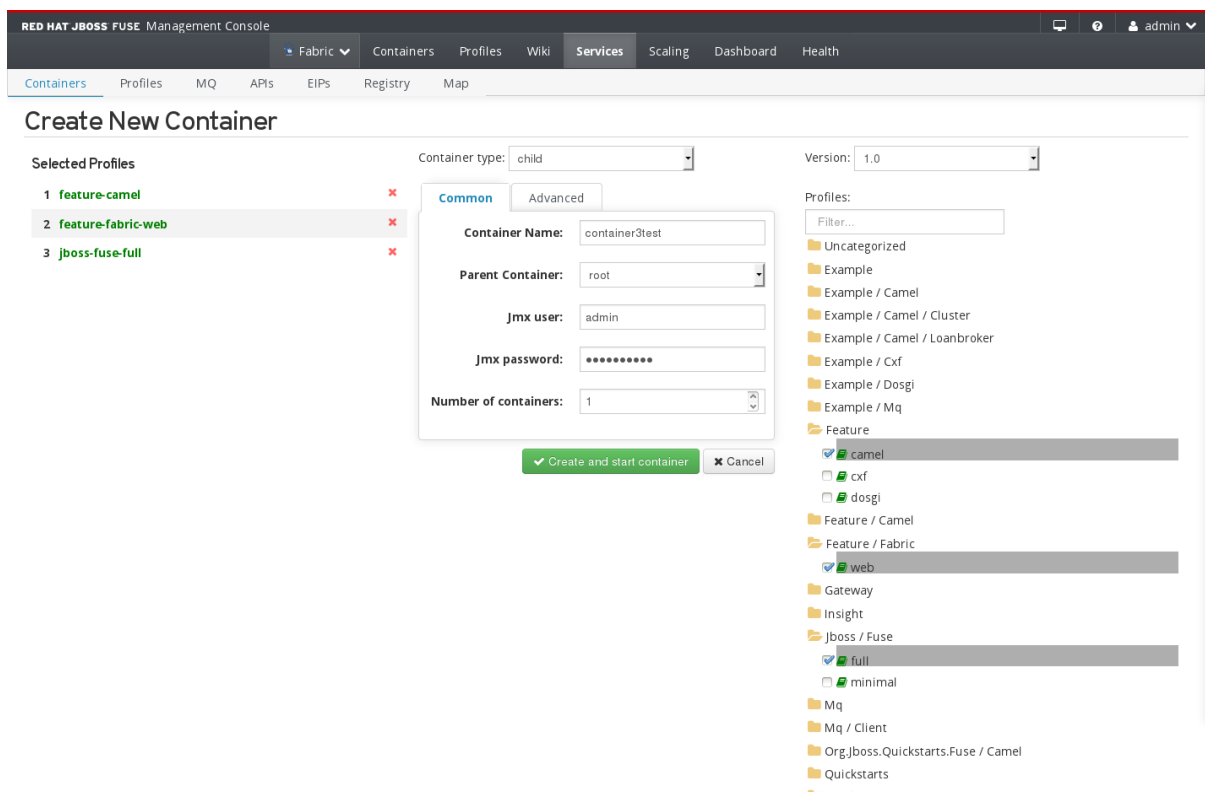 RED HAT JBOSS FUSE Management Console
admin
Fabric Containers Profiles Wiki Services Scaling Dashboard Health
Containers Profiles MQ APIs EIPs Registry Map
Create New Container
Selected Profiles
1 feature-camel
2 feature-fabric-web
3 jboss-fuse-full
Container type: child
Common Advanced
Container Name: container3test
Parent Container: root
Jmx user: admin
Jmx password: ●●●●●●●●●●
Number of containers: 1
Create and start container
Cancel
Version: 1.0
Profiles:
Filter...
Uncategorized
Example
Example / Camel
Example / Camel / Cluster
Example / Camel / Loanbroker
Example / Cxf
Example / Dosgi
Example / Mq
Feature
camel
cxf
dosgi
Feature / Camel
Feature / Fabric
web
Gateway
Insight
Jboss / Fuse
full
minimal
Mq
Mq / Client
Org.Jboss.Quickstarts.Fuse / Camel
Quickstarts